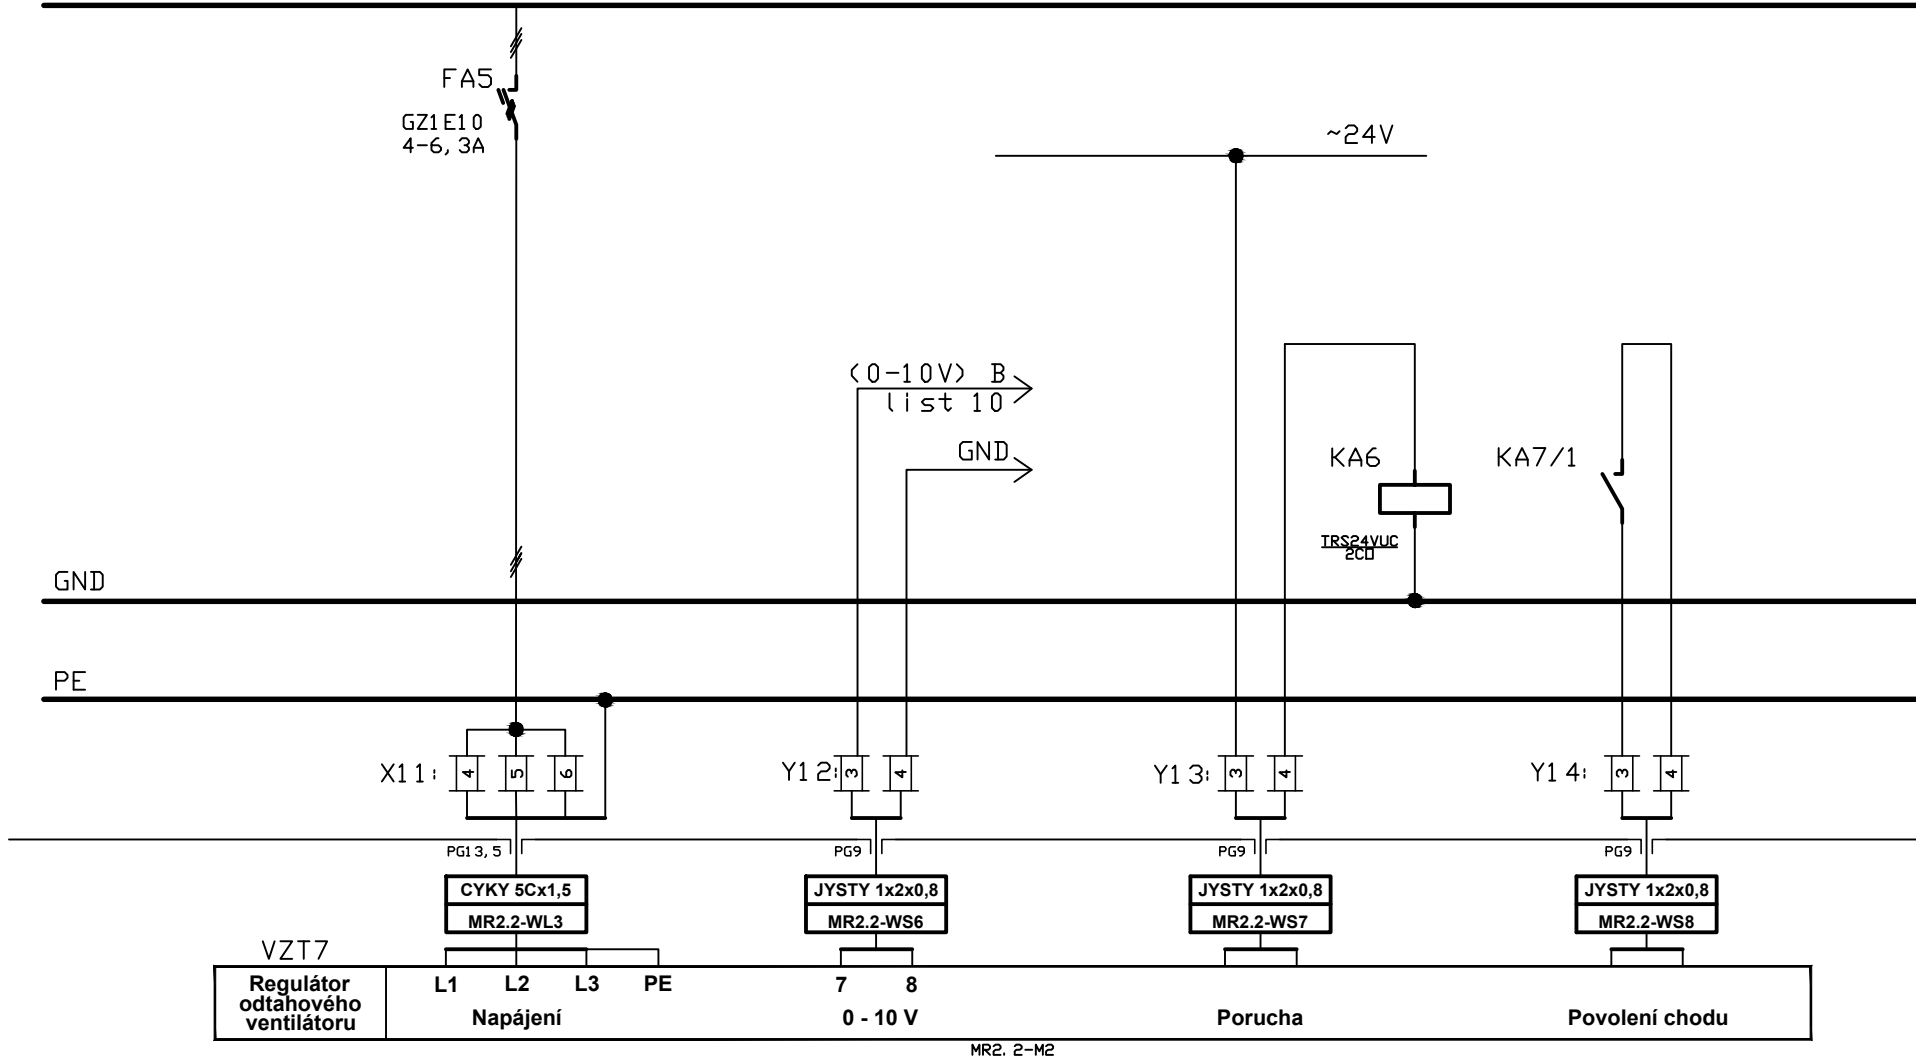 FA5
GZ1E10
4-6,3A
~24V
(0-10V) B
list 10
GND
KA6
KA7/1
TRS24VUC
2CO
GND
PE
X11: 4 5 6
Y12: 3 4
Y13: 3 4
Y14: 3 4
PG13,5 PG9 PG9 PG9
CYKY 5Cx1,5 JYSTY 1x2x0,8 JYSTY 1x2x0,8 JYSTY 1x2x0,8
MR2.2-WL3 MR2.2-WS6 MR2.2-WS7 MR2.2-WS8
VZT7
Regulátor
odtahového
ventilátoru
L1 L2 L3 PE 7 8
Napájení 0 - 10 V Porucha Povolení chodu
MR2.2-M2